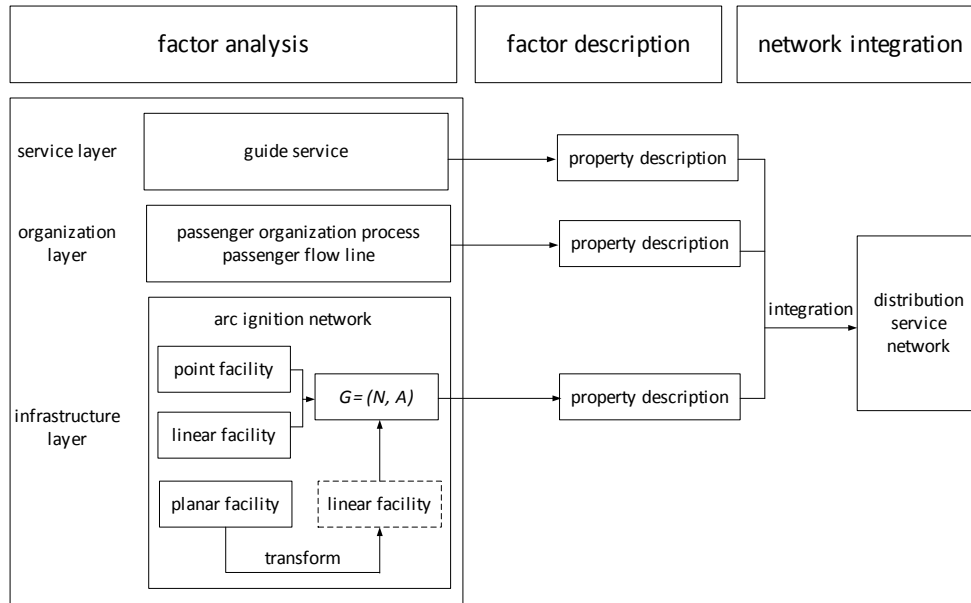 factor analysis
factor description
network integration
service layer
guide service
property description
organization
layer
passenger organization process
passenger flow line
property description
arc ignition network
point facility
linear facility
G= (N, A)
infrastructure
layer
property description
integration
distribution
service
network
planar facility
linear facility
transform